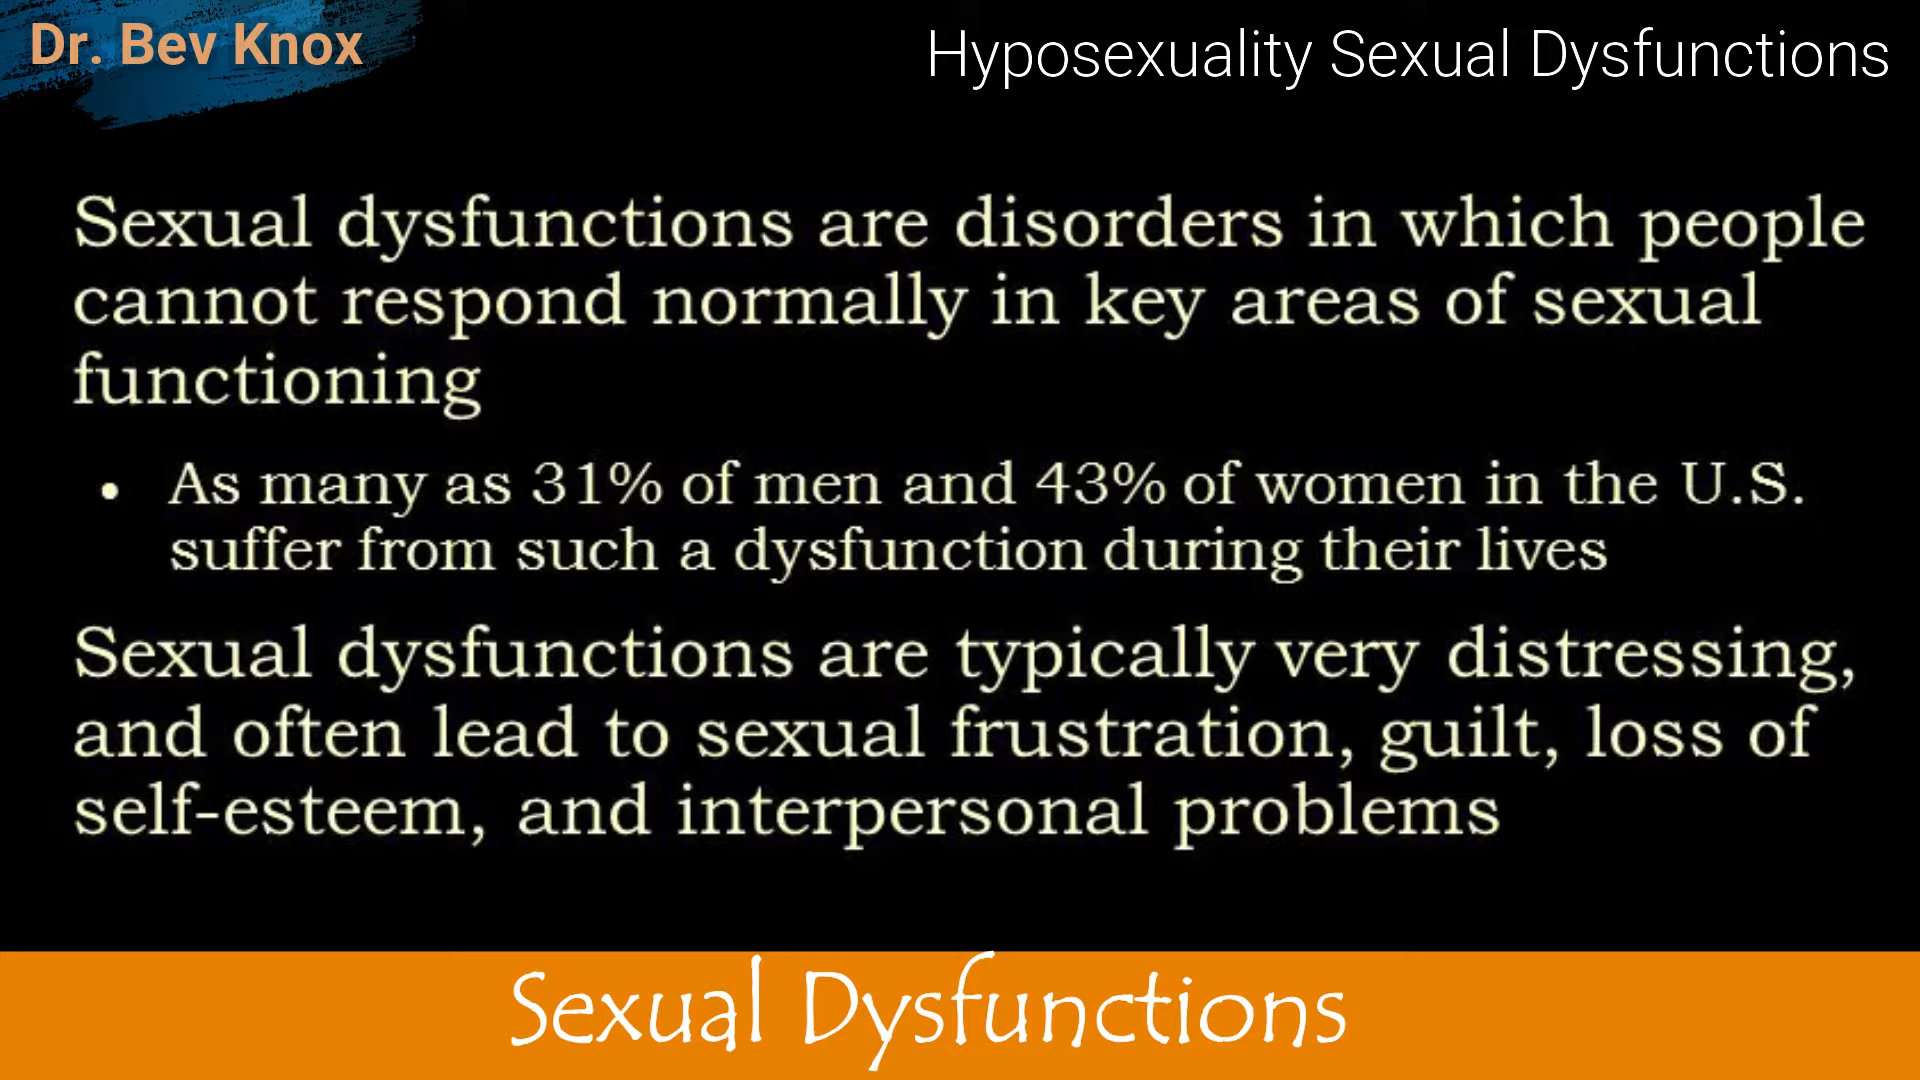 Dr. Bev Knox
Hyposexuality Sexual Dysfunctions
Sexual dysfunctions are disorders in which people
cannot respond normally in key areas of sexual
functioning
• As many as 31% of men and 43% of women in the U.S.
suffer from such a dysfunction during their lives
Sexual dysfunctions are typically very distressing,
and often lead to sexual frustration, guilt, loss of
self-esteem, and interpersonal problems
Sexual Dysfunctions